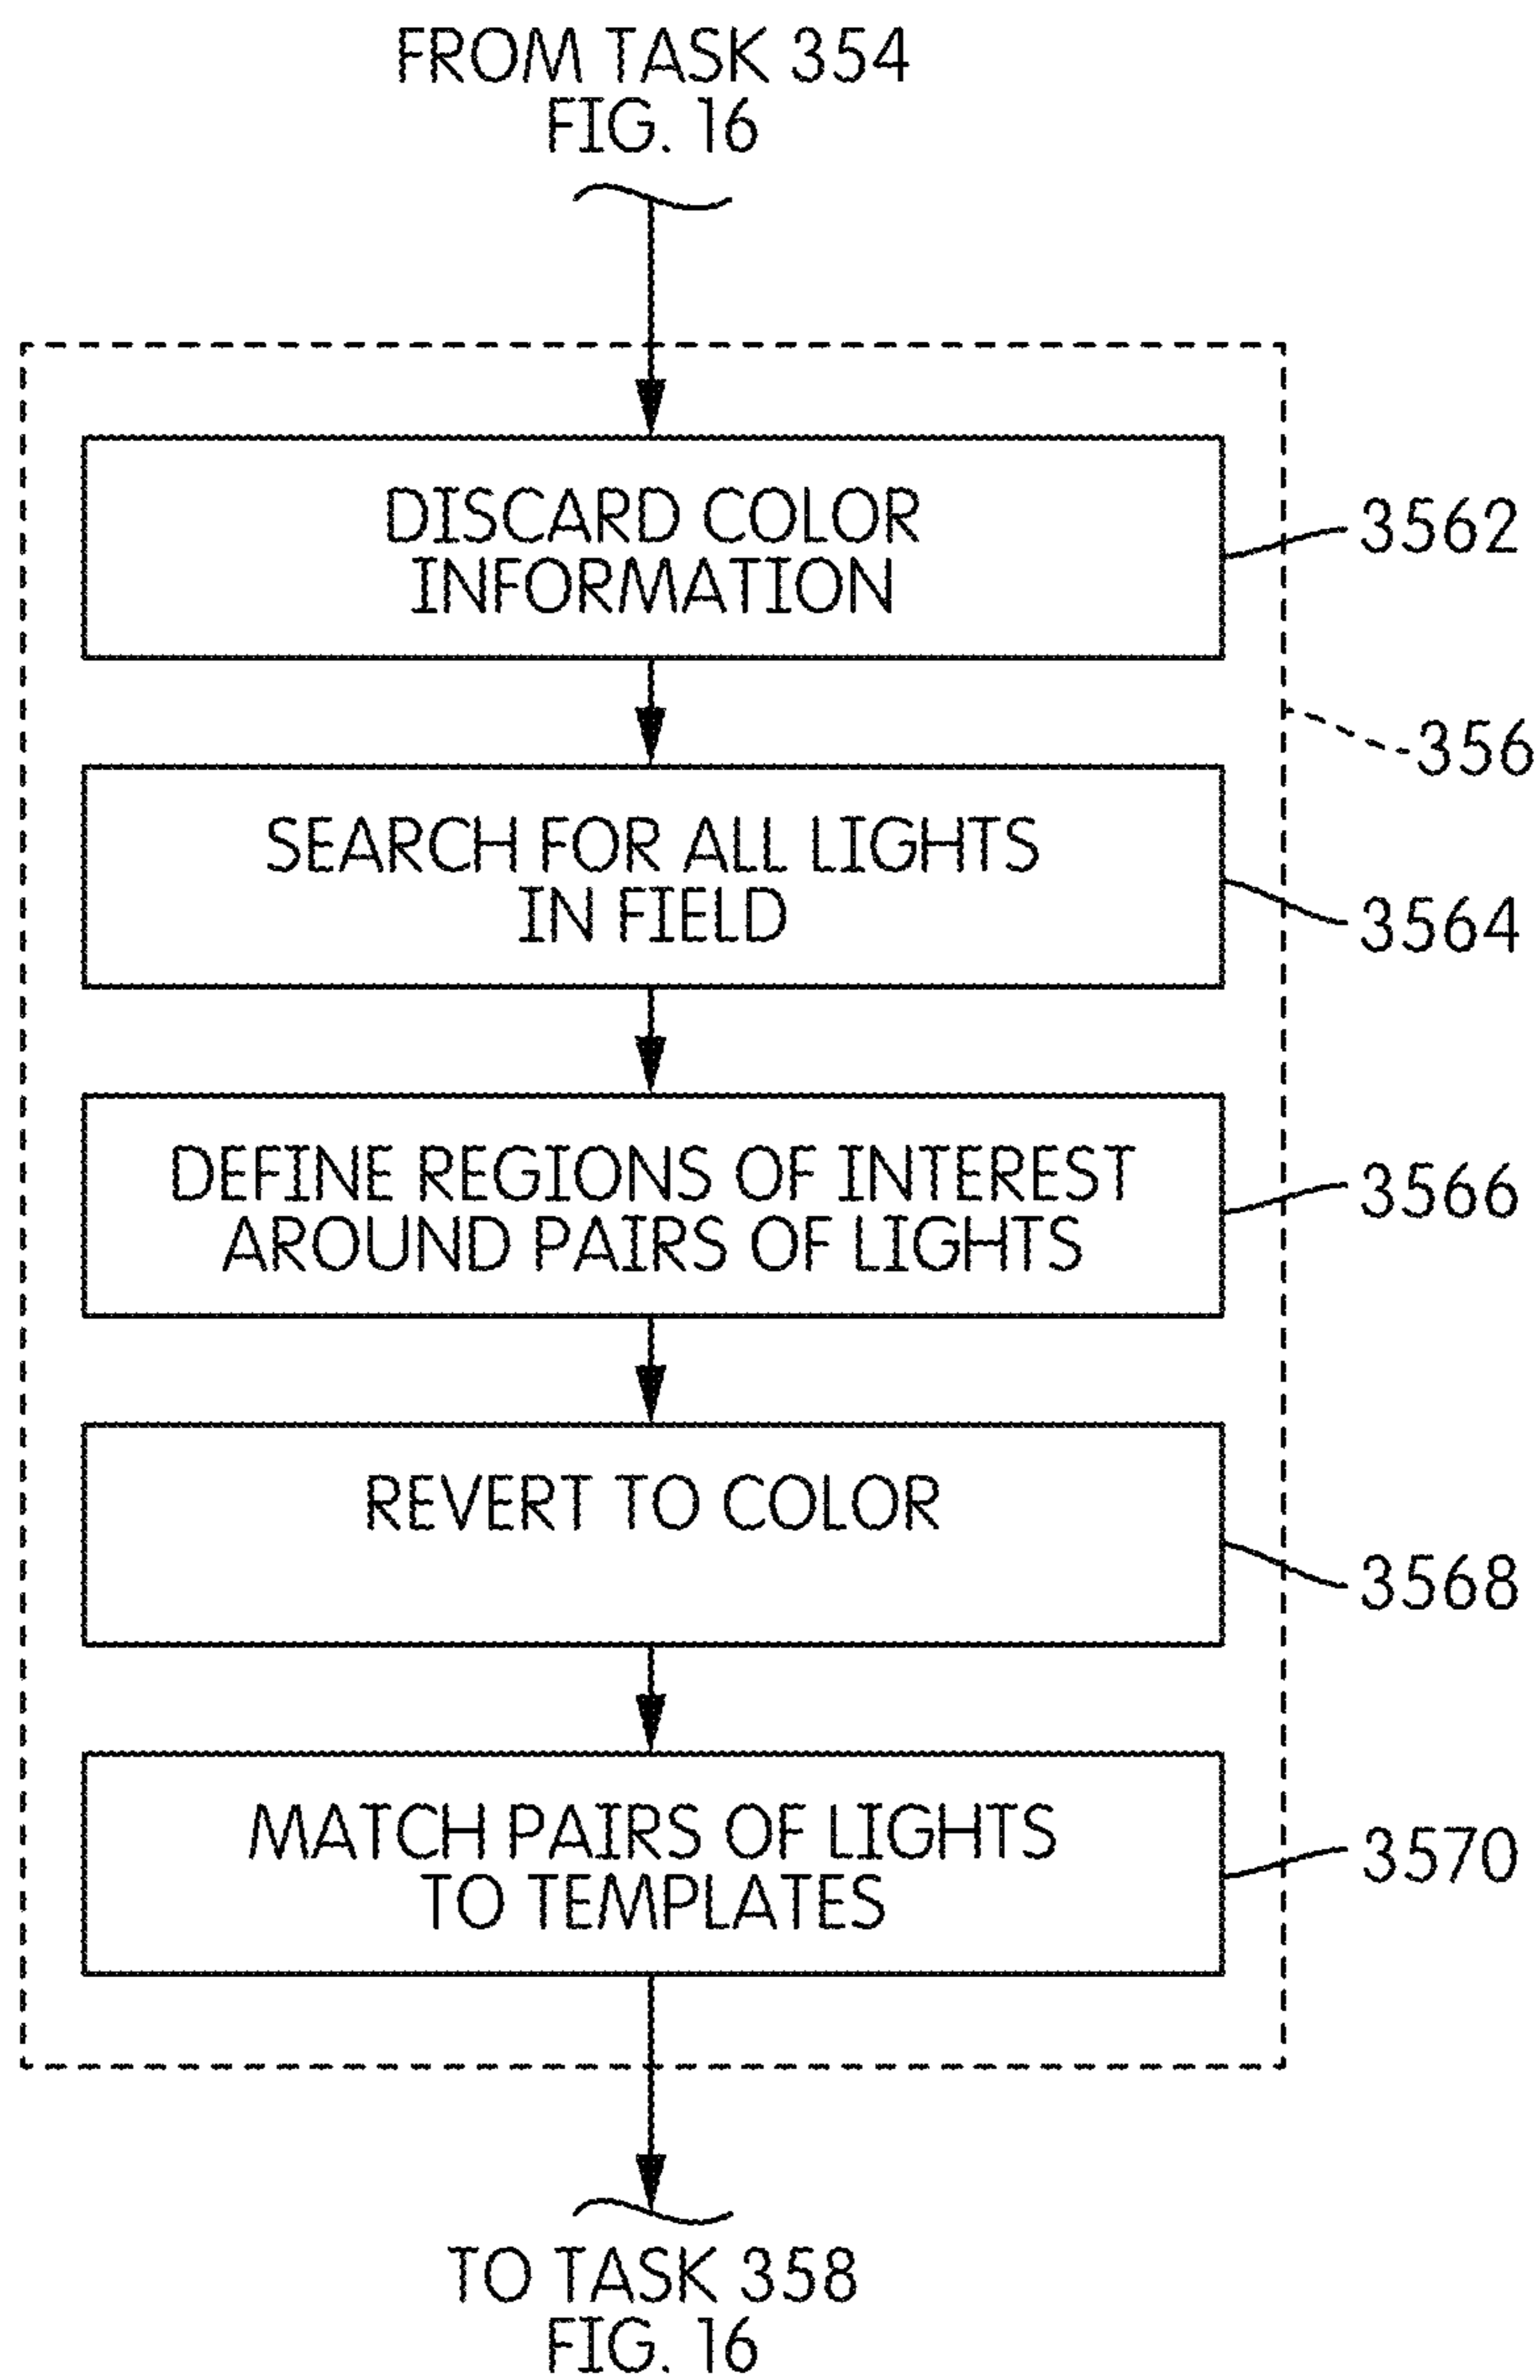 FROM TASK 354
FIG. 16
DISCARD COLOR
INFORMATION
3562
356
SEARCH FOR ALL LIGHTS
IN FIELD
3564
DEFINE REGIONS OF INTEREST
AROUND PAIRS OF LIGHTS
3566
REVERT TO COLOR
3568
MATCH PAIRS OF LIGHTS
TO TEMPLATES
3570
TO TASK 358
FIG. 16